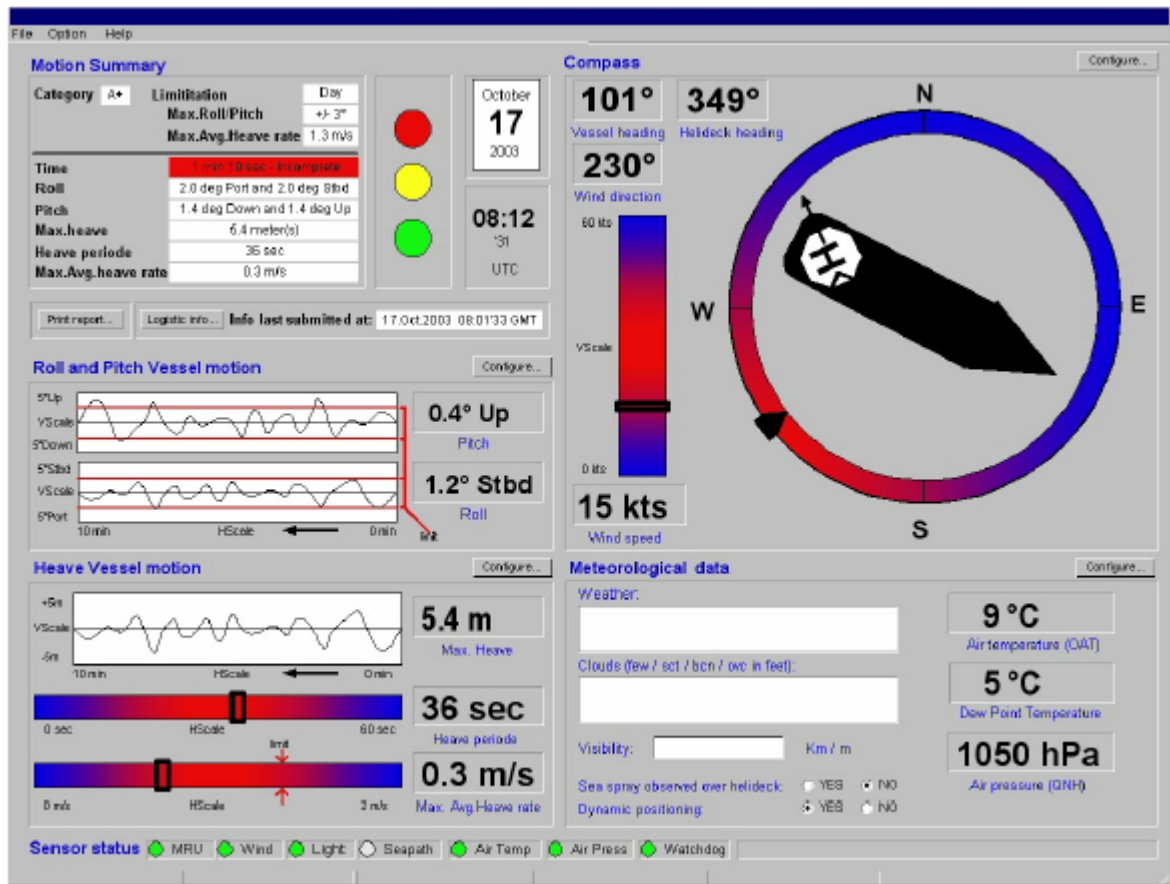 File Option Help
Motion Summary
Category A+ Limititation Day
Max.Roll/Pitch +/- 3°
Max.Avg.Heave rate 1.3 m/s
Time 1 min 10 sec - Incomplete
Roll 2.0 deg Port and 2.0 deg Stbd
Pitch 1.4 deg Down and 1.4 deg Up
Max.heave 5.4 meter(s)
Heave periode 36 sec
Max.Avg.heave rate 0.3 m/s
October
17
2003
08:12
'31
UTC
Print report... Logistic info... Info last submitted at: 17.Oct.2003 08:01'33 GMT
Roll and Pitch Vessel motion Configure...
5°Up
VScale
5°Down
0.4° Up
Pitch
5°Stbd
VScale
5°Port
1.2° Stbd
Roll
10min HScale 0min limit
Heave Vessel motion Configure...
+5m
VScale
-5m
10min HScale 0min
5.4 m
Max. Heave
0 sec HScale 60 sec
36 sec
Heave periode
limit
0 m/s HScale 2 m/s
0.3 m/s
Max. Avg.Heave rate
Compass Configure...
101° 349°
Vessel heading Helideck heading
230°
Wind direction
60 kts
VScale
0 kts
15 kts
Wind speed
N
W E
S
H
Meteorological data Configure...
Weather:
Clouds (few / sct / bcn / ovc in feet):
Visibility: Km / m
Sea spray observed over helideck: YES NO
Dynamic positioning: YES NO
9 °C
Air temperature (OAT)
5 °C
Dew Point Temperature
1050 hPa
Air pressure (QNH)
Sensor status MRU Wind Light Seapath Air Temp Air Press Watchdog